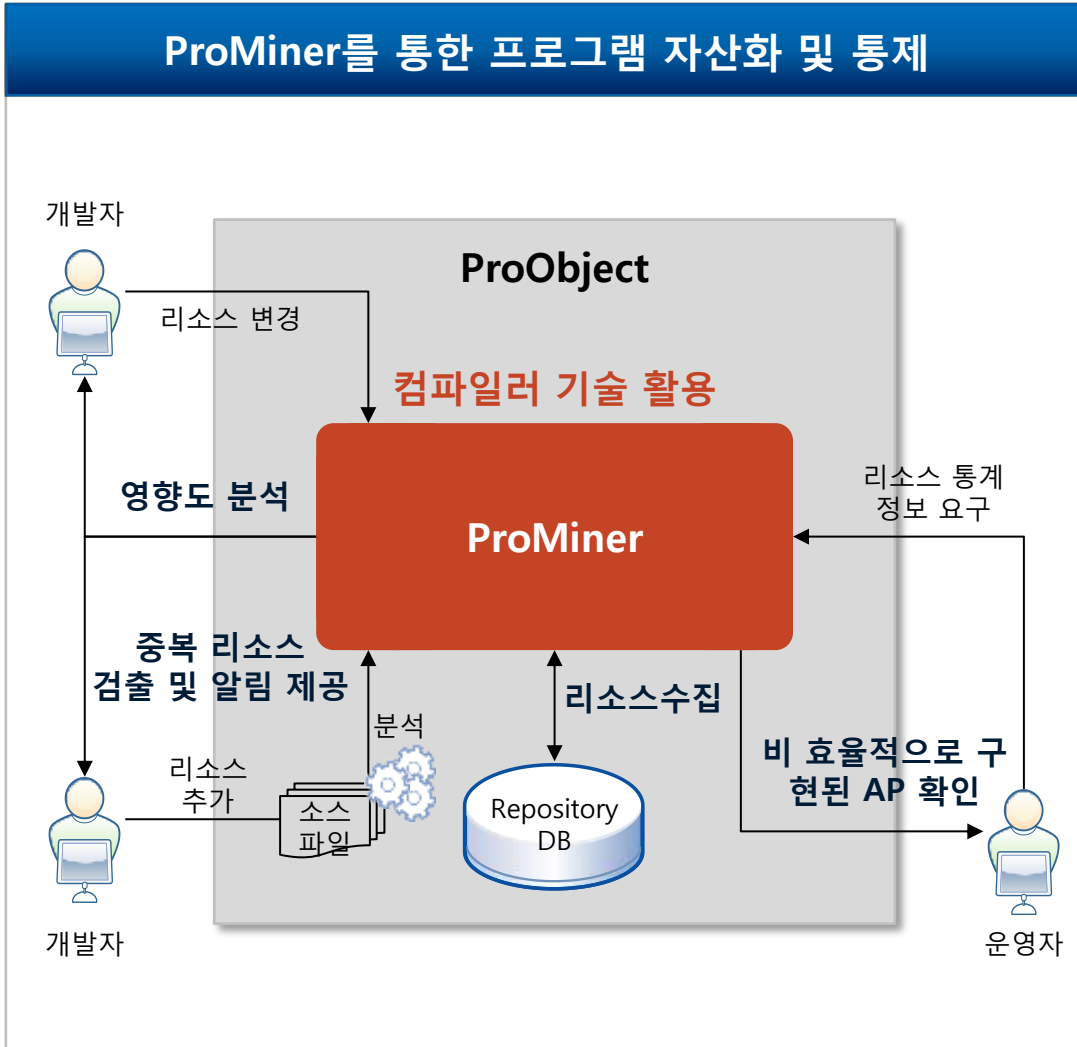 ProMiner를 통한 프로그램 자산화 및 통제
개발자
ProObject
리소스 변경
컴파일러 기술 활용
영향도 분석
ProMiner
리소스 통계
정보 요구
중복 리소스
검출 및 알림 제공
리소스수집
분석
비 효율적으로 구
현된 AP 확인
리소스
추가
소스
파일
Repository
DB
개발자
운영자